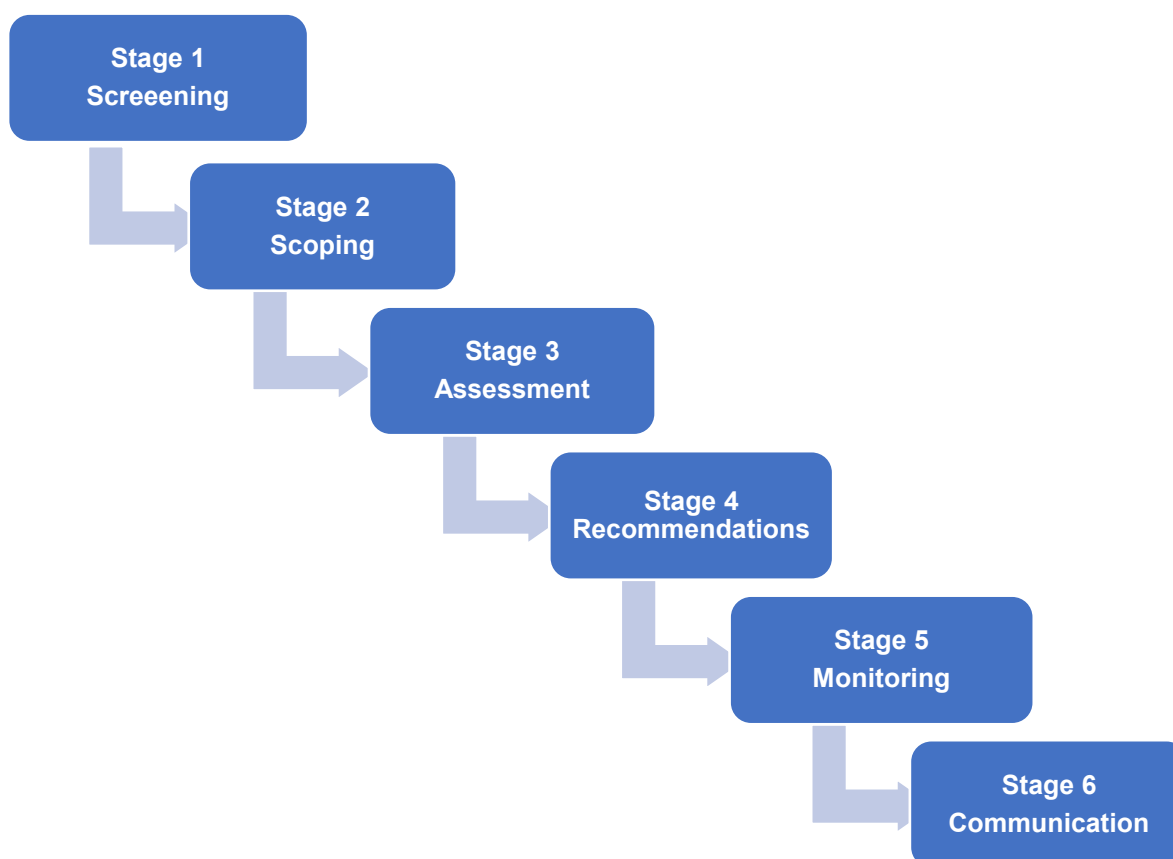 Stage 1
Screeening
Stage 2
Scoping
Stage 3
Assessment
Stage 4
Recommendations
Stage 5
Monitoring
Stage 6
Communication